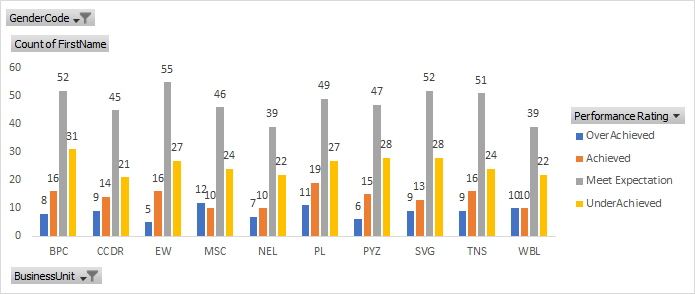 GenderCode
Count of FirstName
60
50
40
30
20
10
0
8 16 52 31
9 14 45 21
5 16 55 27
12 10 46 24
7 10 39 22
11 19 49 27
6 15 47 28
9 13 52 28
9 16 51 24
10 10 39 22
BPC CCDR EW MSC NEL PL PYZ SVG TNS WBL
Performance Rating
OverAchieved
Achieved
Meet Expectation
UnderAchieved
BusinessUnit